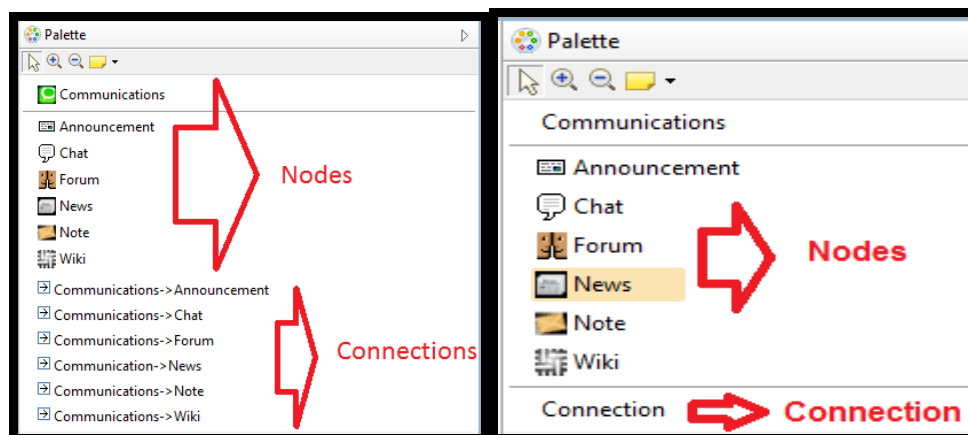 Palette
Communications
Announcement
Chat
Forum
News
Note
Wiki
Nodes
Communications->Announcement
Communications->Chat
Communications->Forum
Communication->News
Communications->Note
Communications->Wiki
Connections
Palette
Communications
Announcement
Chat
Forum
News
Note
Wiki
Nodes
Connection
Connection